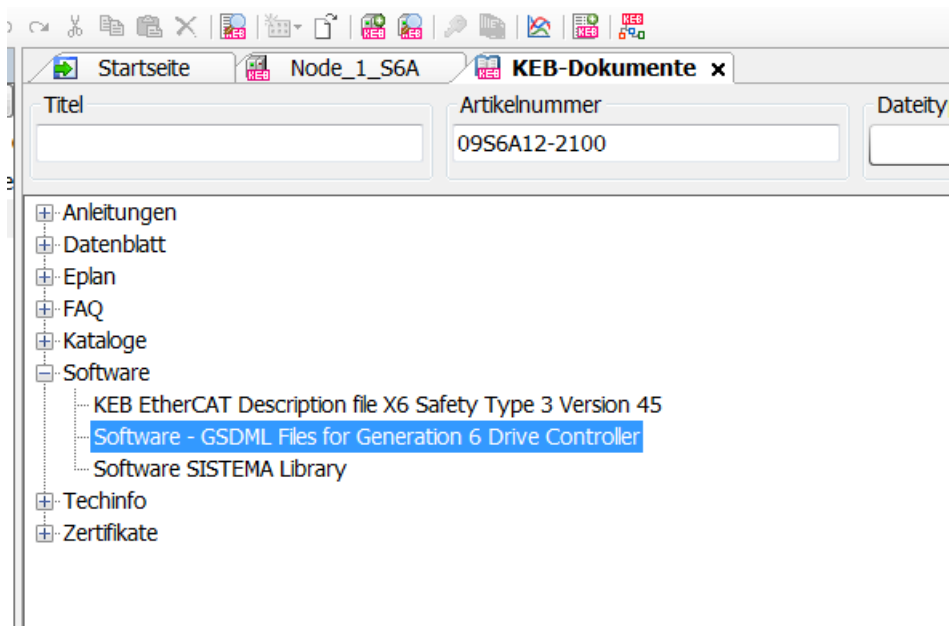 Startseite
Node_1_S6A
KEB-Dokumente x
Titel
Artikelnummer
Dateity
09S6A12-2100
Anleitungen
Datenblatt
Eplan
FAQ
Kataloge
Software
KEB EtherCAT Description file X6 Safety Type 3 Version 45
Software - GSDML Files for Generation 6 Drive Controller
Software SISTEMA Library
Techinfo
Zertifikate